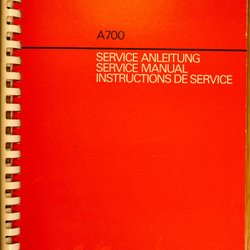 A700
SERVICE ANLEITUNG
SERVICE MANUAL
INSTRUCTIONS DE SERVICE